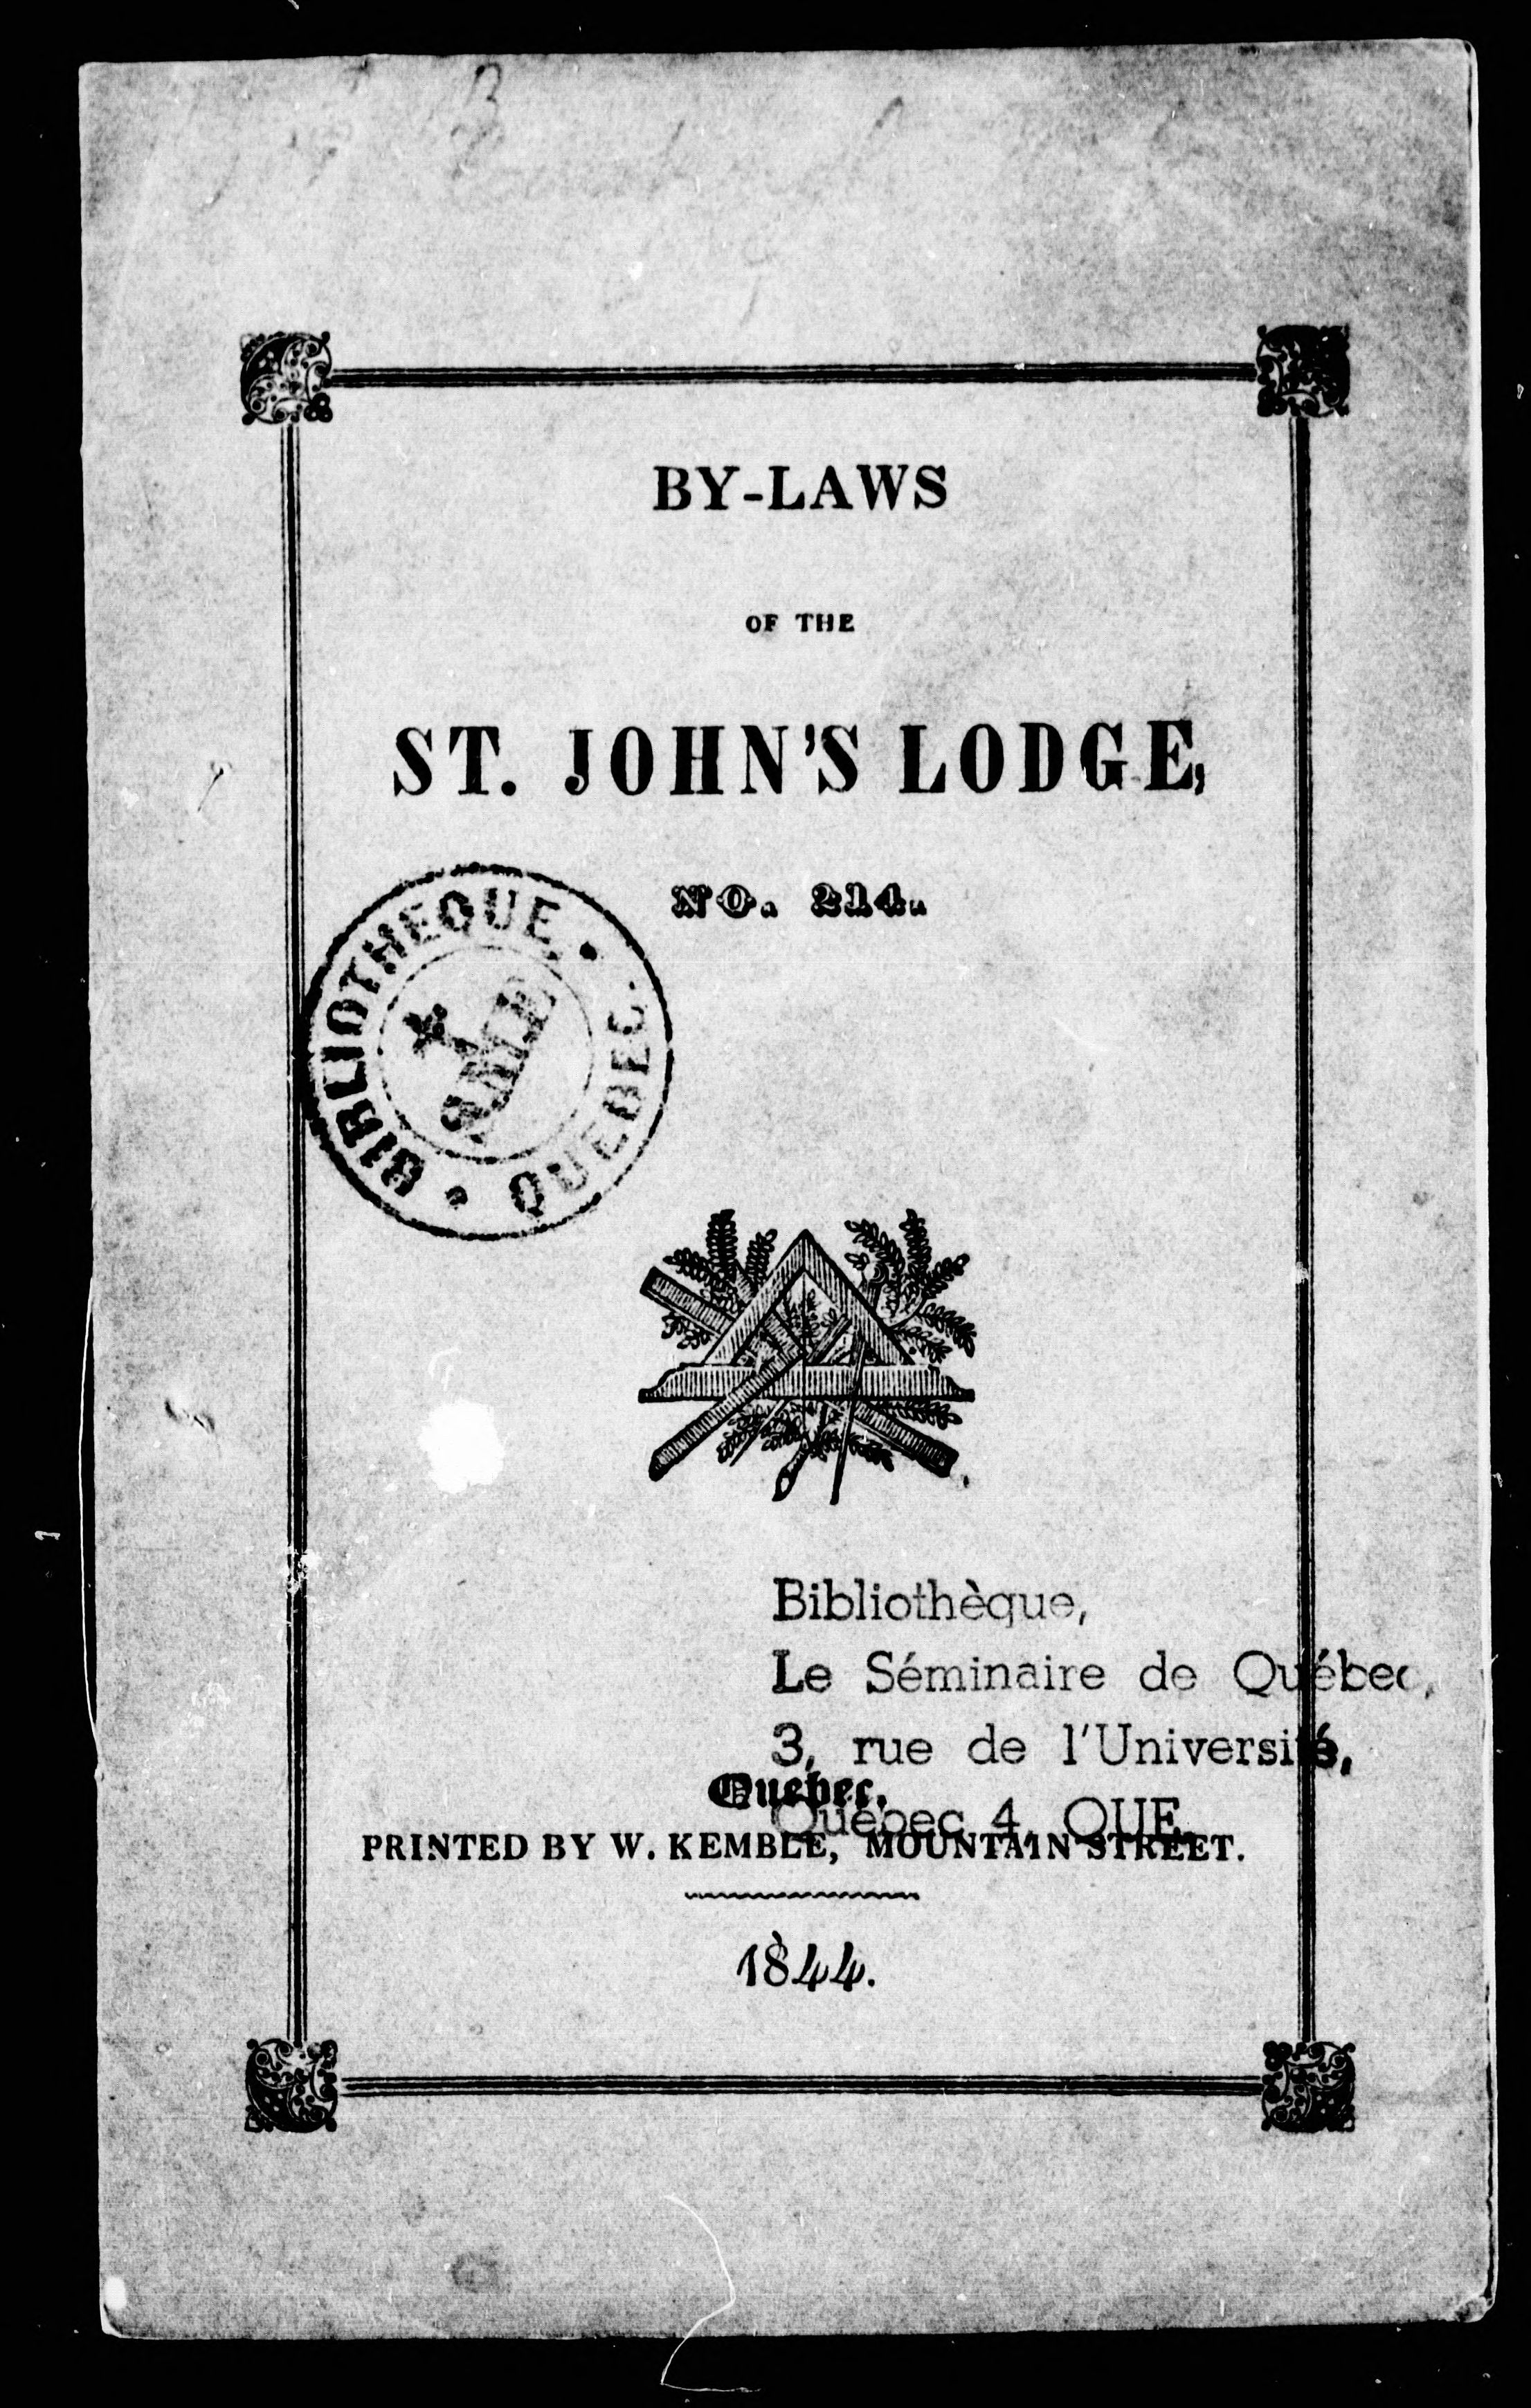 BY-LAWS
OF THE
ST. JOHN'S LODGE,
NO. 214.
BIBLIOTHEQUE
QUEBEC
Bibliothèque,
Le Séminaire de Québec,
3, rue de l'Université,
Quebec.
Québec 4, QUE.
PRINTED BY W. KEMBLE, MOUNTAIN STREET.
1844.